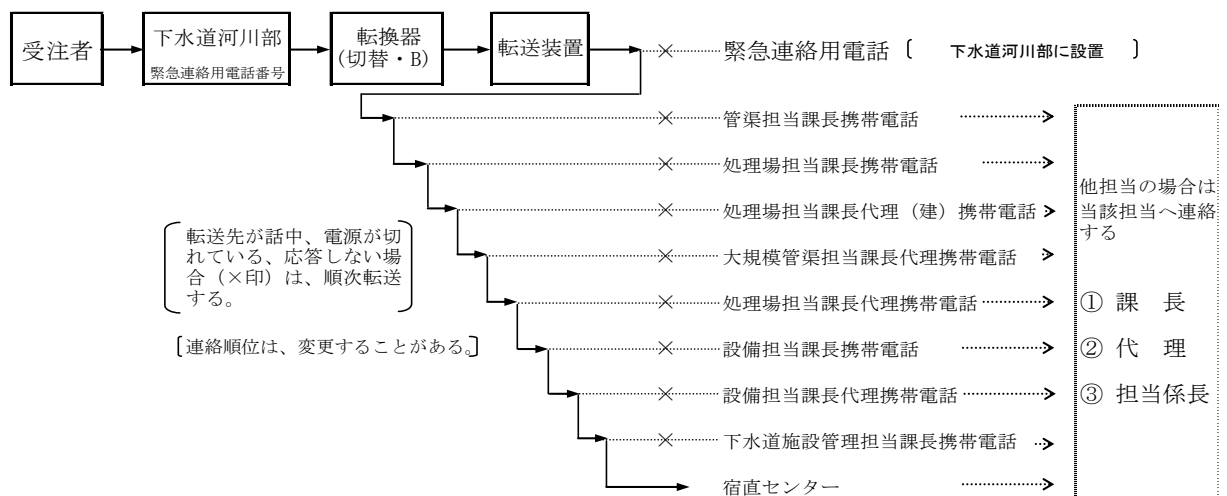 受注者
下水道河川部
緊急連絡用電話番号
転換器
(切替・B)
転送装置
緊急連絡用電話〔 下水道河川部に設置 〕
管渠担当課長携帯電話
処理場担当課長携帯電話
処理場担当課長代理（建）携帯電話
大規模管渠担当課長代理携帯電話
処理場担当課長代理携帯電話
設備担当課長携帯電話
設備担当課長代理携帯電話
下水道施設管理担当課長携帯電話
宿直センター
転送先が話中、電源が切
れている、応答しない場
合（×印）は、順次転送
する。
〔連絡順位は、変更することがある。〕
他担当の場合は
当該担当へ連絡
する
① 課 長
② 代 理
③ 担当係長